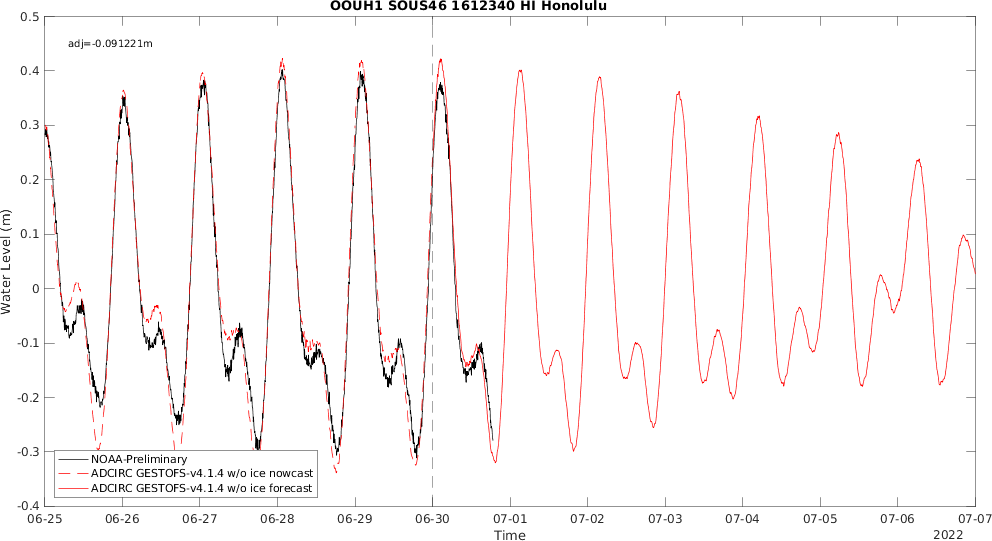 OOUH1 SOUS46 1612340 HI Honolulu
adj=-0.091221m
0.5
0.4
0.3
0.2
0.1
0
-0.1
-0.2
-0.3
-0.4
Water Level (m)
NOAA-Preliminary
ADCIRC GESTOFS-v4.1.4 w/o ice nowcast
ADCIRC GESTOFS-v4.1.4 w/o ice forecast
06-25 06-26 06-27 06-28 06-29 06-30 07-01 07-02 07-03 07-04 07-05 07-06 07-07
Time
2022